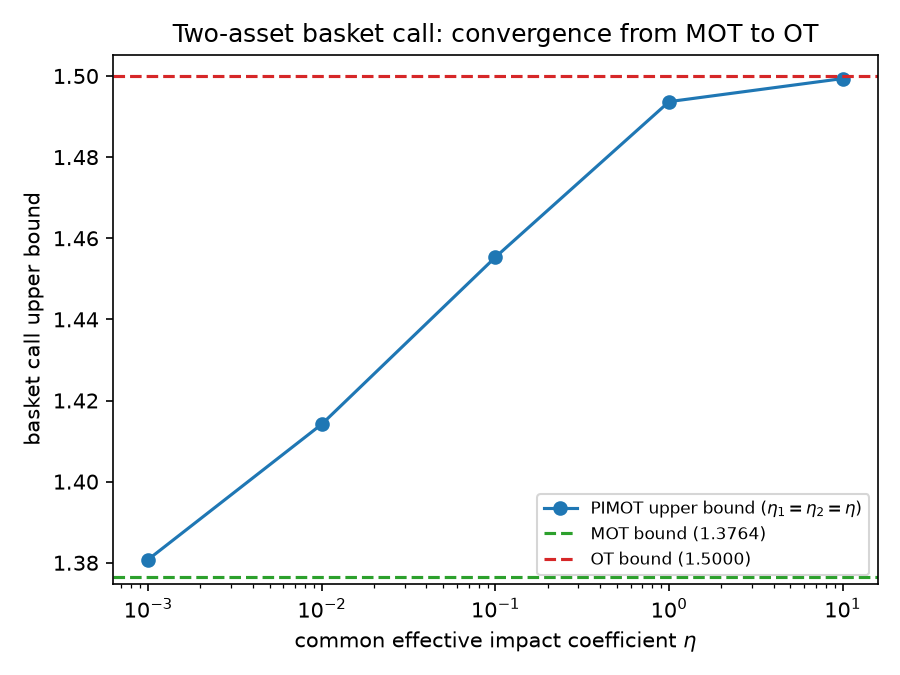 Two-asset basket call: convergence from MOT to OT
basket call upper bound
1.50
1.48
1.46
1.44
1.42
1.40
1.38
PIMOT upper bound (η₁ = η₂ = η)
MOT bound (1.3764)
OT bound (1.5000)
10⁻³
10⁻²
10⁻¹
10⁰
10¹
common effective impact coefficient η